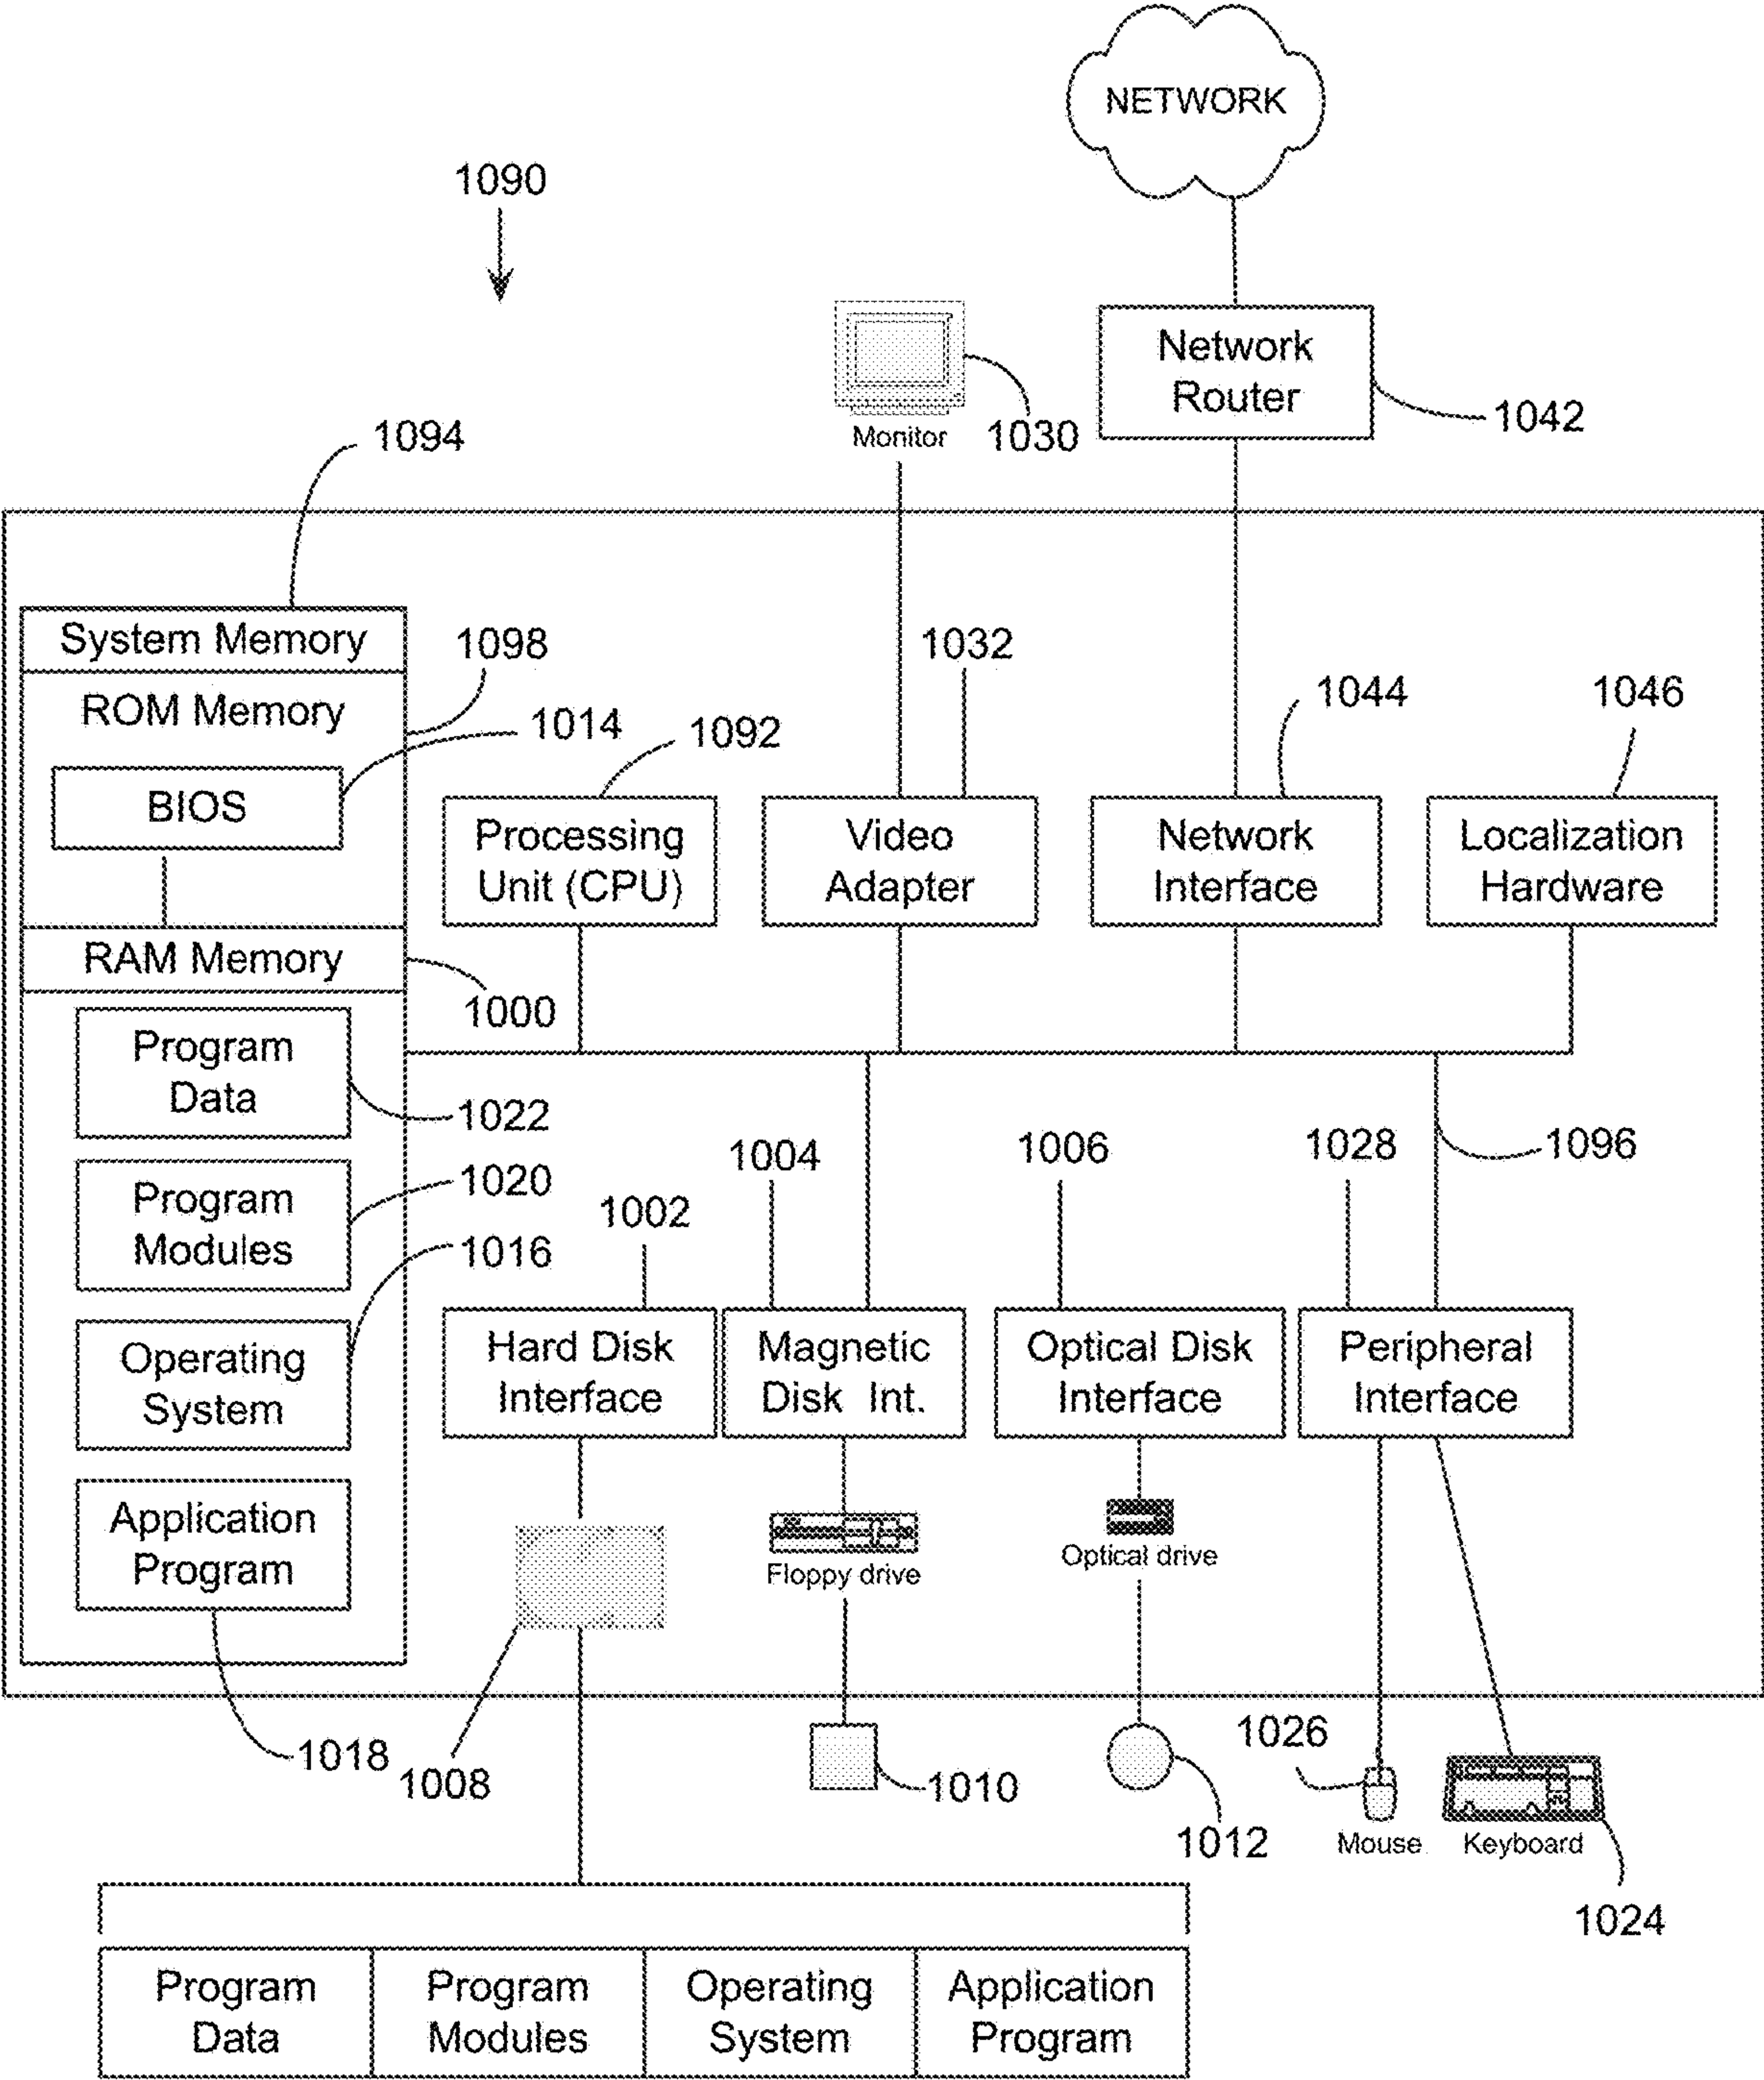 NETWORK
1090
Network
Router
1042
Monitor
1030
1094
System Memory
1098
ROM Memory
1014
BIOS
1092
1032
1044
1046
Processing
Unit (CPU)
Video
Adapter
Network
Interface
Localization
Hardware
RAM Memory
1000
Program
Data
1022
Program
Modules
1020
Operating
System
1016
Application
Program
1018
1002
1004
1006
1028
1096
Hard Disk
Interface
Magnetic
Disk Int.
Optical Disk
Interface
Peripheral
Interface
Floppy drive
Optical drive
1008
1010
1012
1026
Mouse
Keyboard
1024
Program
Data
Program
Modules
Operating
System
Application
Program